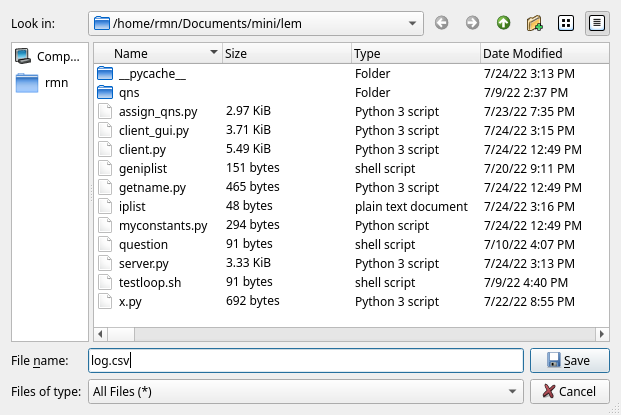 Look in: /home/rmn/Documents/mini/lem
Comp...
rmn
Name Size Type Date Modified
__pycache__ Folder 7/24/22 3:13 PM
qns Folder 7/9/22 2:37 PM
assign_qns.py 2.97 KiB Python 3 script 7/23/22 7:35 PM
client_gui.py 3.71 KiB Python 3 script 7/24/22 3:15 PM
client.py 5.49 KiB Python 3 script 7/24/22 12:49 PM
geniplist 151 bytes shell script 7/20/22 9:11 PM
getname.py 465 bytes Python 3 script 7/24/22 12:49 PM
iplist 48 bytes plain text document 7/24/22 3:16 PM
myconstants.py 294 bytes Python script 7/24/22 12:49 PM
question 91 bytes shell script 7/10/22 4:07 PM
server.py 3.33 KiB Python 3 script 7/24/22 3:13 PM
testloop.sh 91 bytes shell script 7/9/22 4:40 PM
x.py 692 bytes Python 3 script 7/22/22 8:55 PM
File name: log.csv Save
Files of type: All Files (*) Cancel